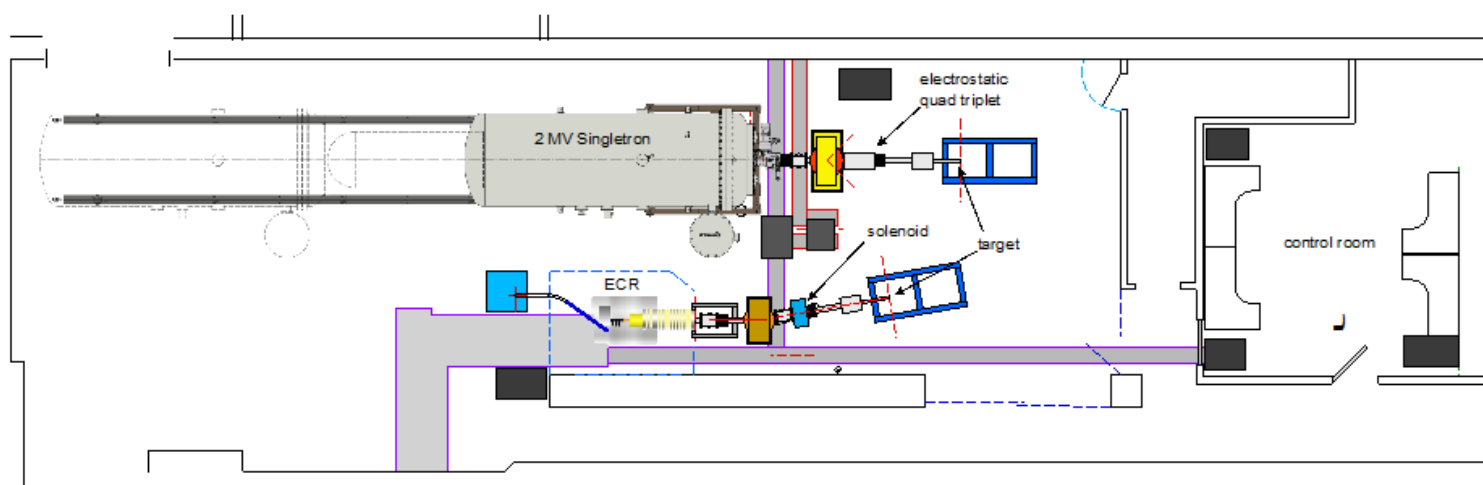 electrostatic
quad triplet
2 MV Singletron
solenoid
target
control room
ECR